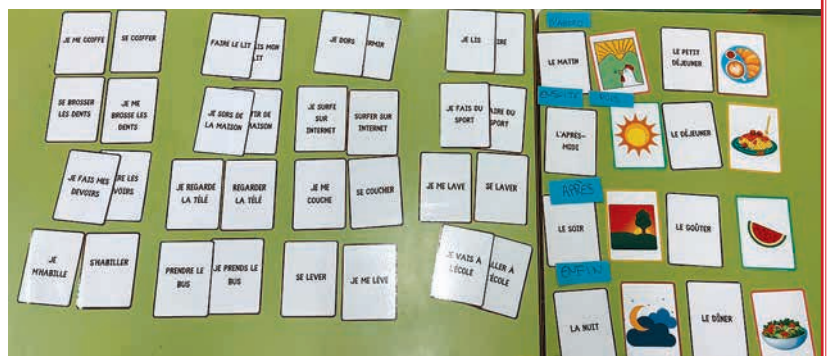 JE ME COIFFE
SE COIFFER
FAIRE LE LIT
LIT
JE DORS
JE LIS
SE BROSSER
LES DENTS
JE ME
BROSSE LES
DENTS
JE SORS DE
LA MAISON
JE SURFE
SUR
INTERNET
SURFER SUR
INTERNET
JE FAIS DU
SPORT
SPORT
JE FAIS MES
DEVOIRS
JE REGARDE
LA TÉLÉ
REGARDER
LA TÉLÉ
JE ME
COUCHE
SE COUCHER
JE ME LAVE
SE LAVER
JE
M'HABILLE
S'HABILLER
PRENDRE LE
BUS
JE PRENDS LE
BUS
SE LEVER
JE ME LÈVE
JE VAIS À
L'ÉCOLE
D'ABORD
LE MATIN
LE PETIT
DÉJEUNER
ENSUITE
L'APRÈS-
MIDI
LE DÉJEUNER
APRÈS
LE SOIR
LE GOÛTER
ENFIN
LA NUIT
LE DÎNER